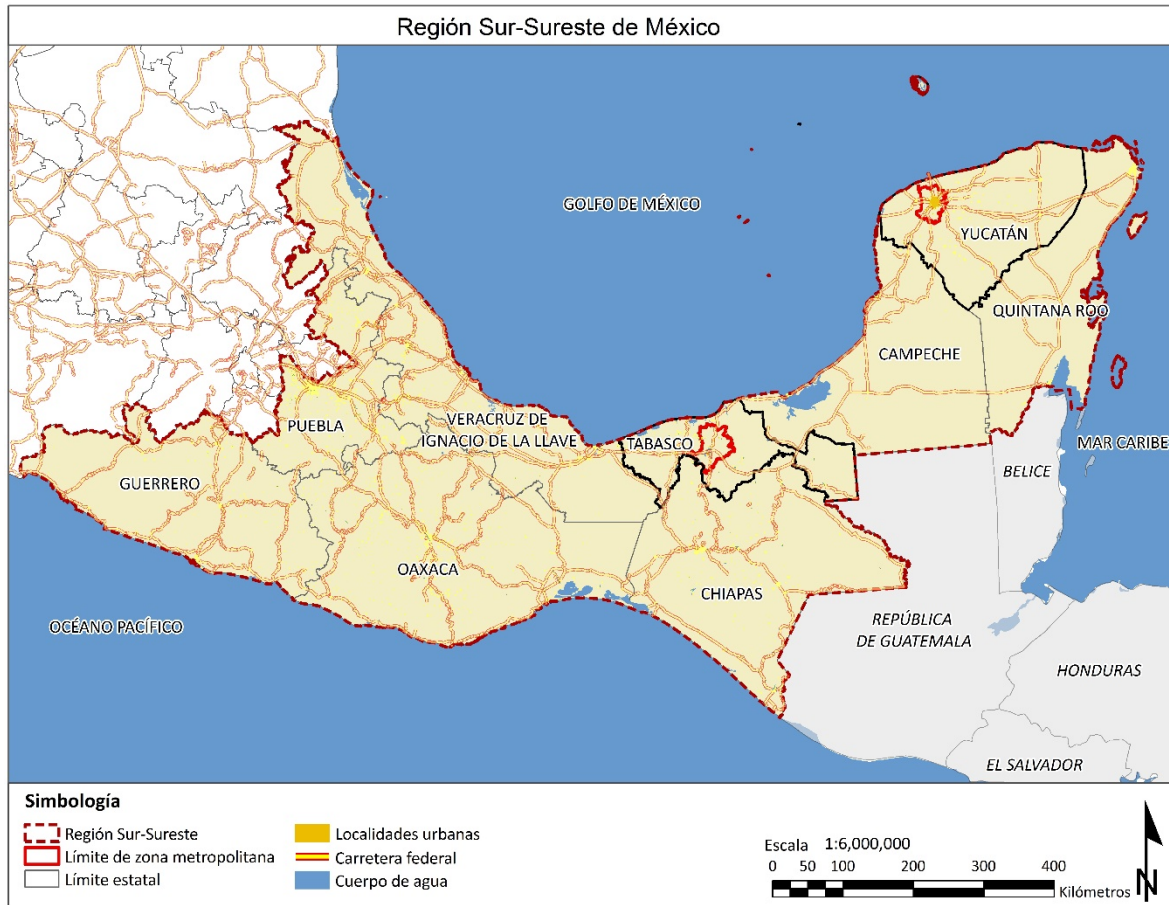 Región Sur-Sureste de México
GOLFO DE MÉXICO
YUCATÁN
QUINTANA ROO
CAMPECHE
VERACRUZ DE
IGNACIO DE LA LLAVE
PUEBLA
TABASCO
MAR CARIBE
BELICE
GUERRERO
OAXACA
CHIAPAS
OCÉANO PACÍFICO
REPÚBLICA
DE GUATEMALA
HONDURAS
EL SALVADOR
Simbología
Región Sur-Sureste
Límite de zona metropolitana
Límite estatal
Localidades urbanas
Carretera federal
Cuerpo de agua
Escala 1:6,000,000
0 50 100 200 300 400
Kilómetros
N